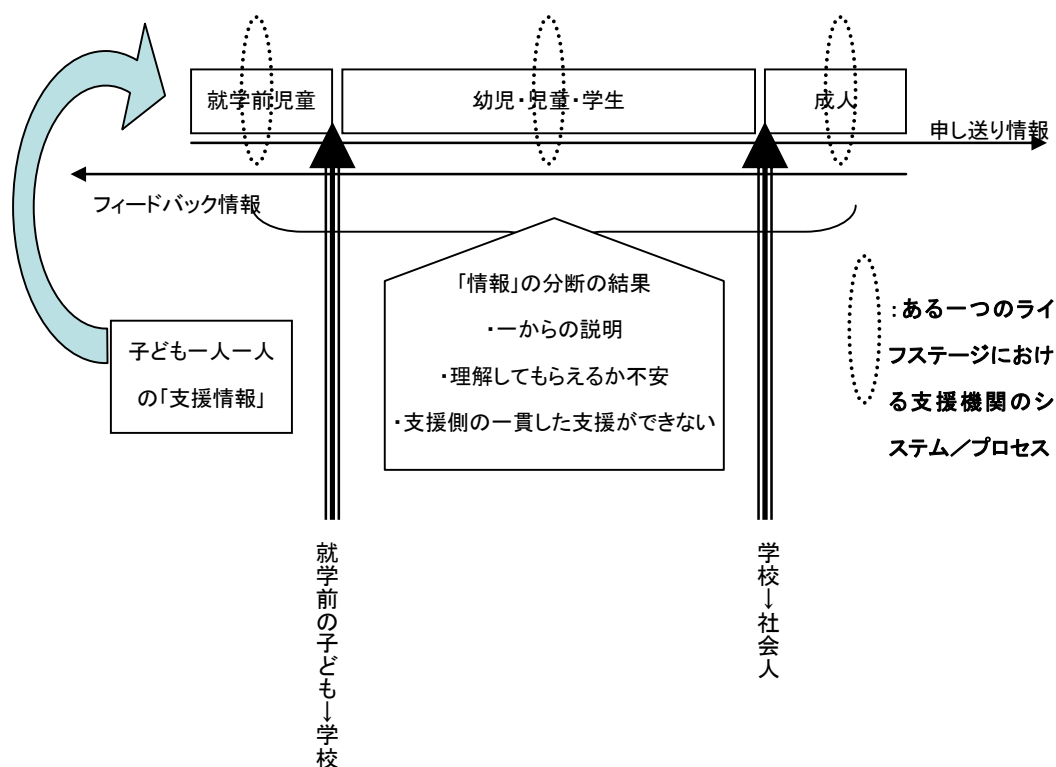 就学前児童
幼児・児童・学生
成人
申し送り情報
フィードバック情報
「情報」の分断の結果
・一からの説明
・理解してもらえるか不安
・支援側の一貫した支援ができない
子ども一人一人
の「支援情報」
:ある一つのライ
フステージにおけ
る支援機関のシ
ステム/プロセス
就学前の子ども→学校
学校→社会人